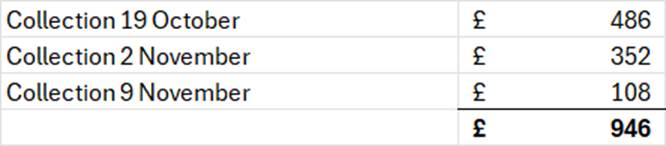 Collection 19 October £ 486
Collection 2 November £ 352
Collection 9 November £ 108
£ 946